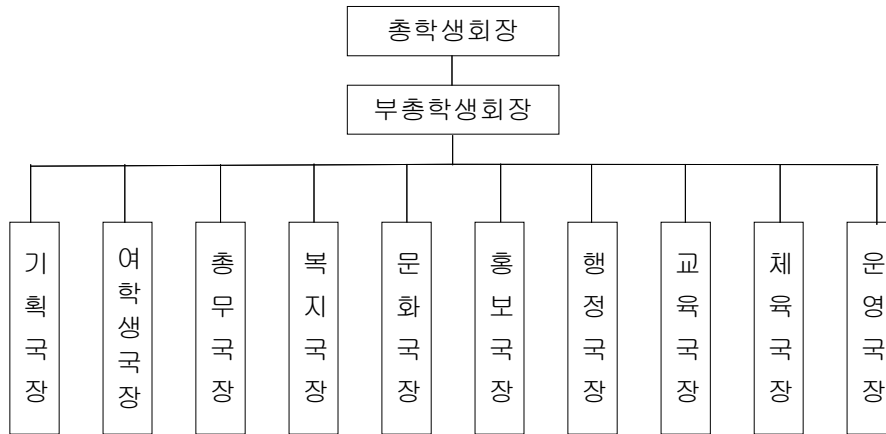 총학생회장
부총학생회장
기획국장
여학생국장
총무국장
복지국장
문화국장
홍보국장
행정국장
교육국장
체육국장
운영국장